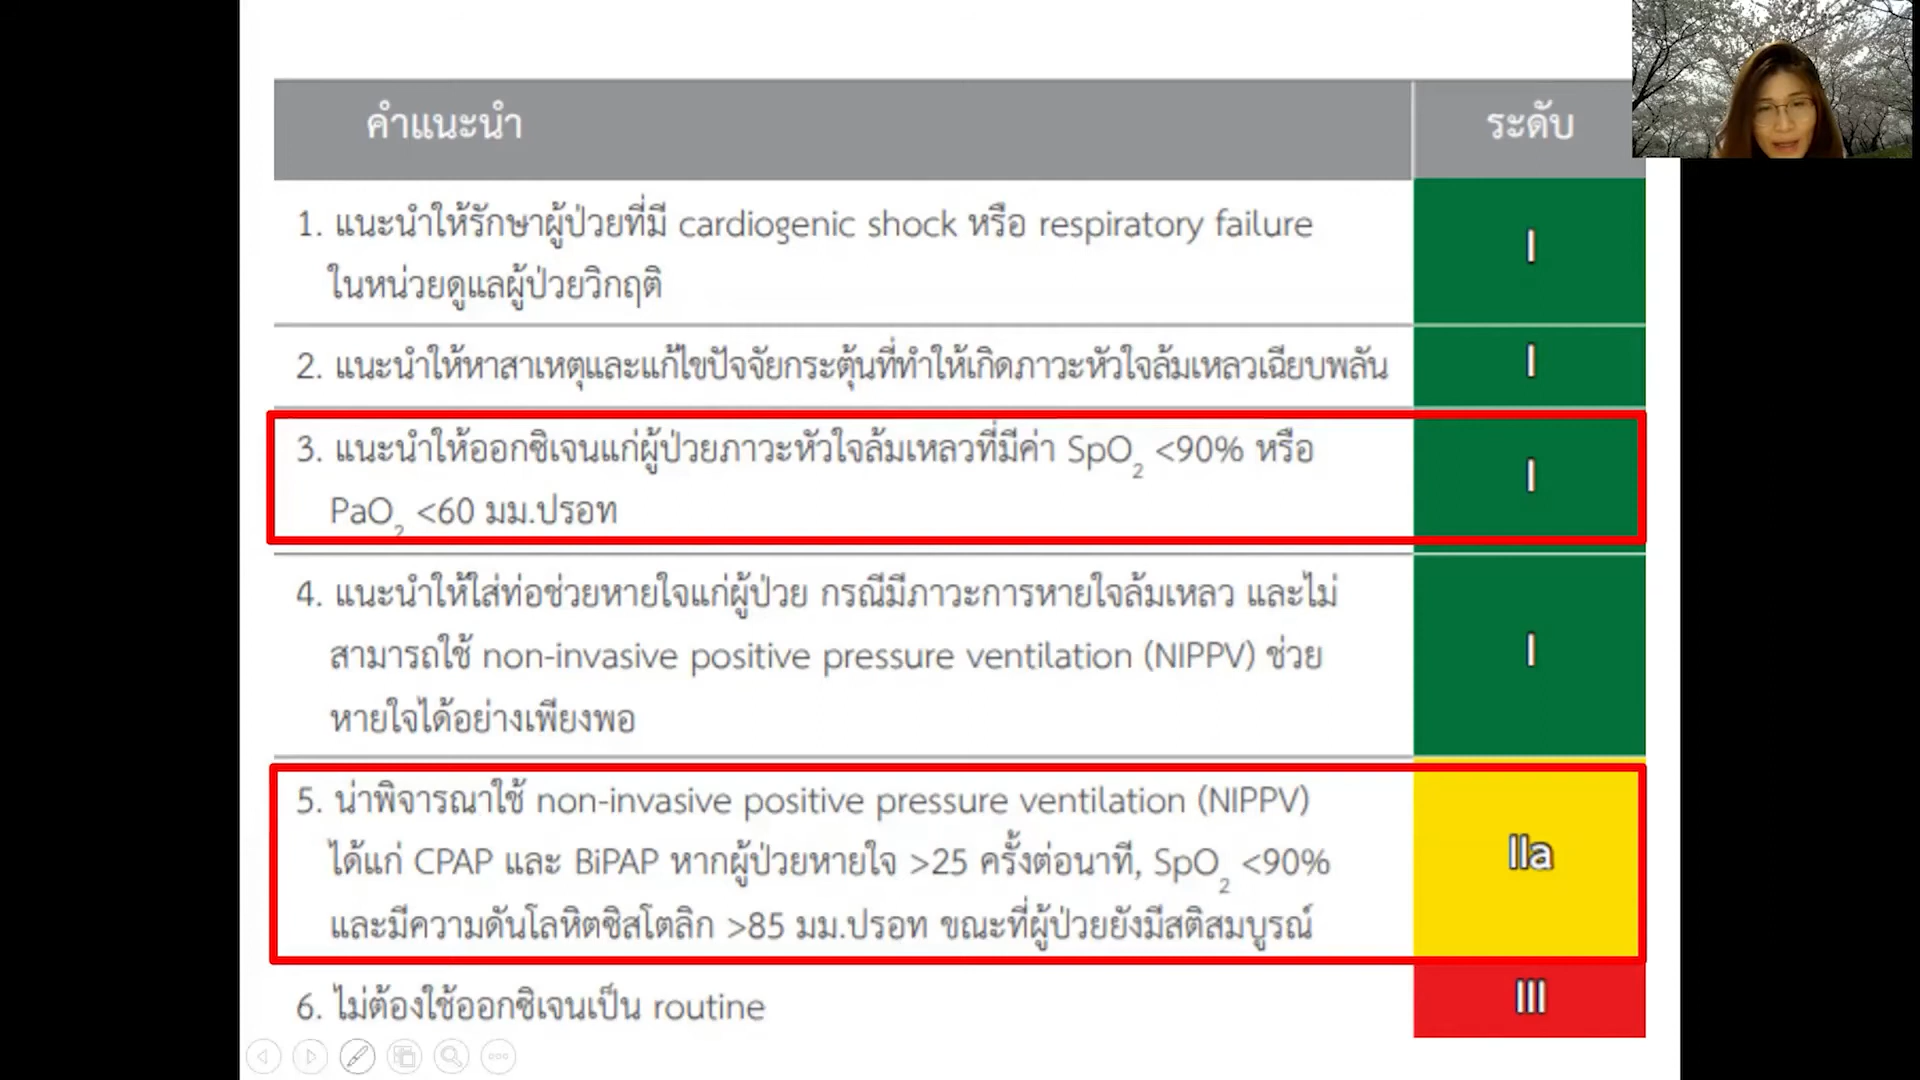 คำแนะนำ
ระดับ
1. แนะนำให้รักษาผู้ป่วยที่มี cardiogenic shock หรือ respiratory failure
ในหน่วยดูแลผู้ป่วยวิกฤติ
I
2. แนะนำให้หาสาเหตุและแก้ไขปัจจัยกระตุ้นที่ทำให้เกิดภาวะหัวใจล้มเหลวเฉียบพลัน
I
3. แนะนำให้ออกซิเจนแก่ผู้ป่วยภาวะหัวใจล้มเหลวที่มีค่า SpO₂ <90% หรือ
PaO₂ <60 มม.ปรอท
I
4. แนะนำให้ใส่ท่อช่วยหายใจแก่ผู้ป่วย กรณีมีภาวะการหายใจล้มเหลว และไม่
สามารถใช้ non-invasive positive pressure ventilation (NIPPV) ช่วย
หายใจได้อย่างเพียงพอ
I
5. น่าพิจารณาใช้ non-invasive positive pressure ventilation (NIPPV)
ได้แก่ CPAP และ BiPAP หากผู้ป่วยหายใจ >25 ครั้งต่อนาที, SpO₂ <90%
และมีความดันโลหิตซิสโตลิก >85 มม.ปรอท ขณะที่ผู้ป่วยยังมีสติสมบูรณ์
IIa
6. ไม่ต้องใช้ออกซิเจนเป็น routine
III